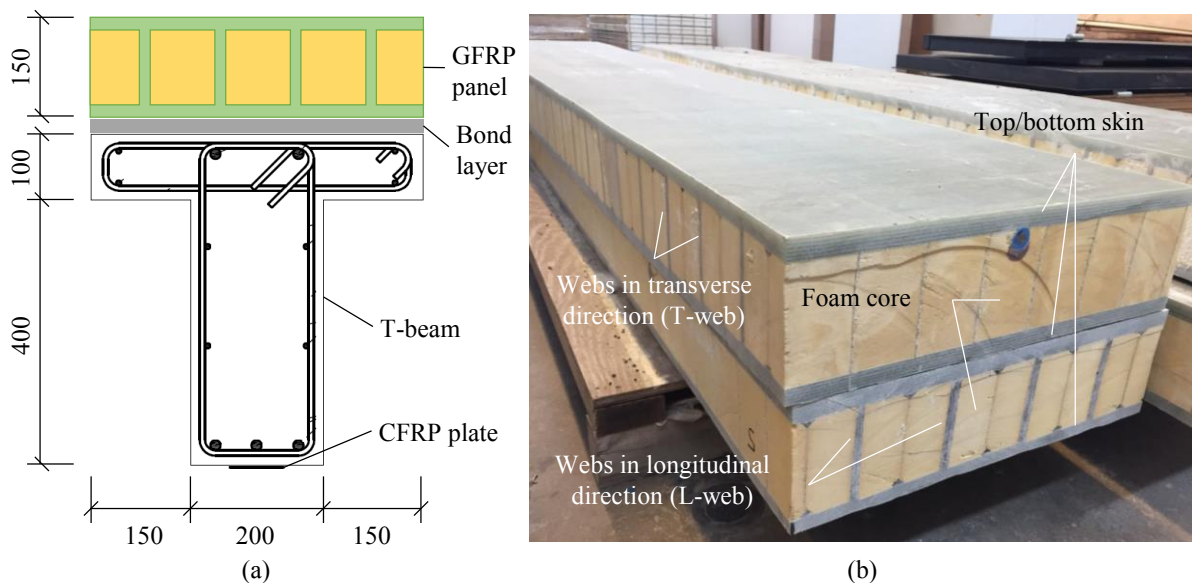 150
GFRP
panel
Bond
layer
100
400
T-beam
CFRP plate
150
200
150
(a)
Top/bottom skin
Webs in transverse
direction (T-web)
Foam core
S
Webs in longitudinal
direction (L-web)
(b)